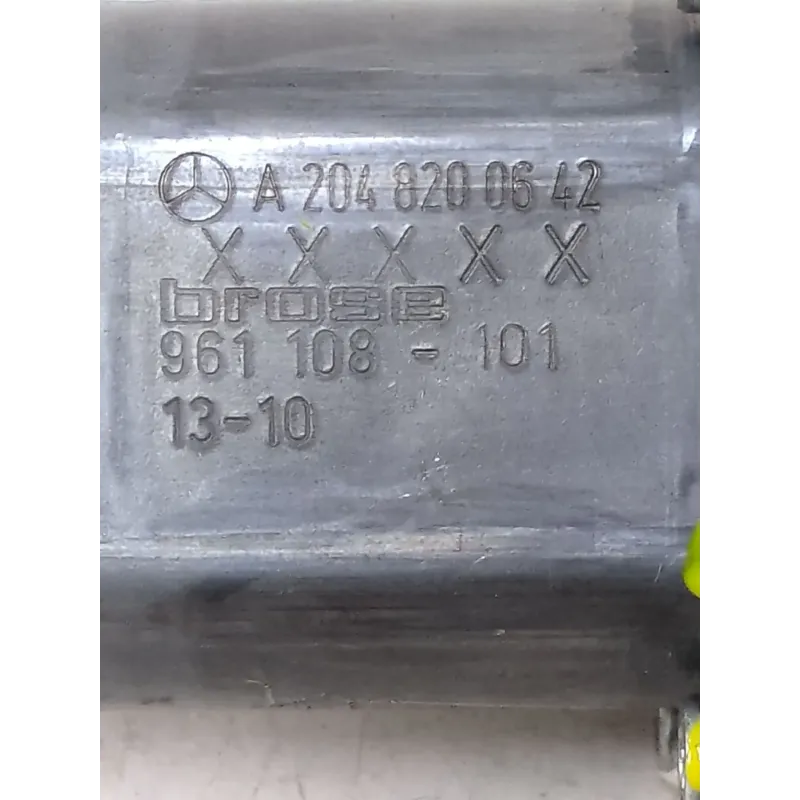 A 204 820 06 42
X X X X X
brose
961 108 - 101
13-10